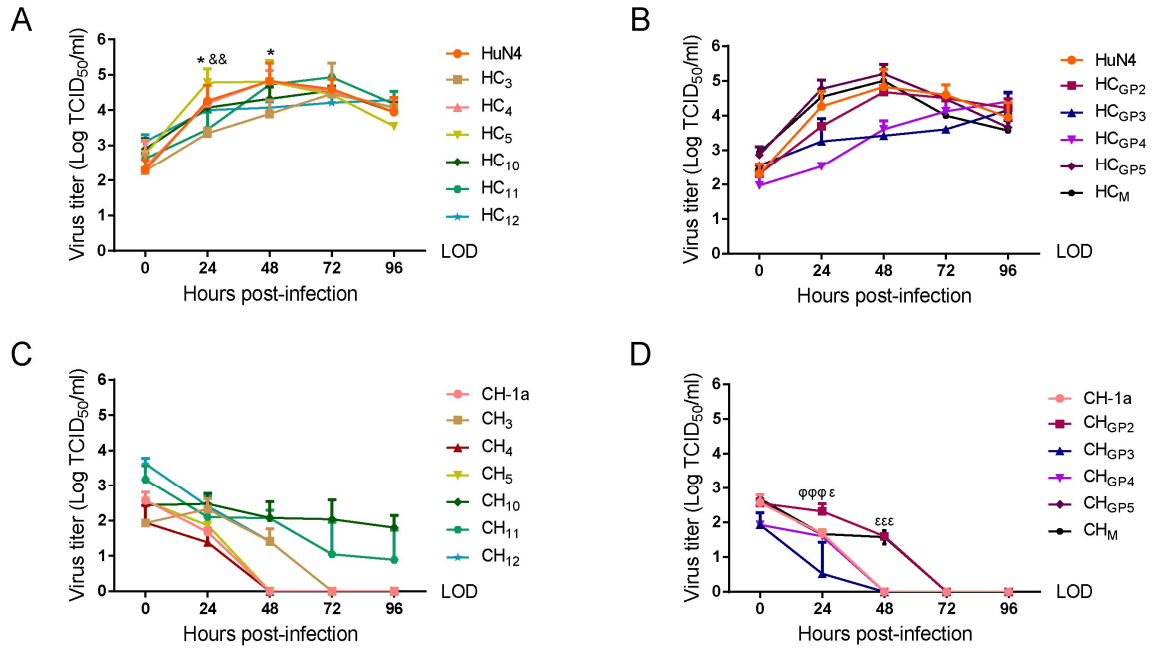 A
Virus titer (Log TCID50/ml)
6
5
4
3
2
1
0
* &&
*
0 24 48 72 96
Hours post-infection
LOD
HuN4
HC3
HC4
HC5
HC10
HC11
HC12
B
Virus titer (Log TCID50/ml)
6
5
4
3
2
1
0
0 24 48 72 96
Hours post-infection
LOD
HuN4
HCGP2
HCGP3
HCGP4
HCGP5
HCM
C
Virus titer (Log TCID50/ml)
6
5
4
3
2
1
0
0 24 48 72 96
Hours post-infection
LOD
CH-1a
CH3
CH4
CH5
CH10
CH11
CH12
D
Virus titer (Log TCID50/ml)
6
5
4
3
2
1
0
φφφ ε
εεε
0 24 48 72 96
Hours post-infection
LOD
CH-1a
CHGP2
CHGP3
CHGP4
CHGP5
CHM